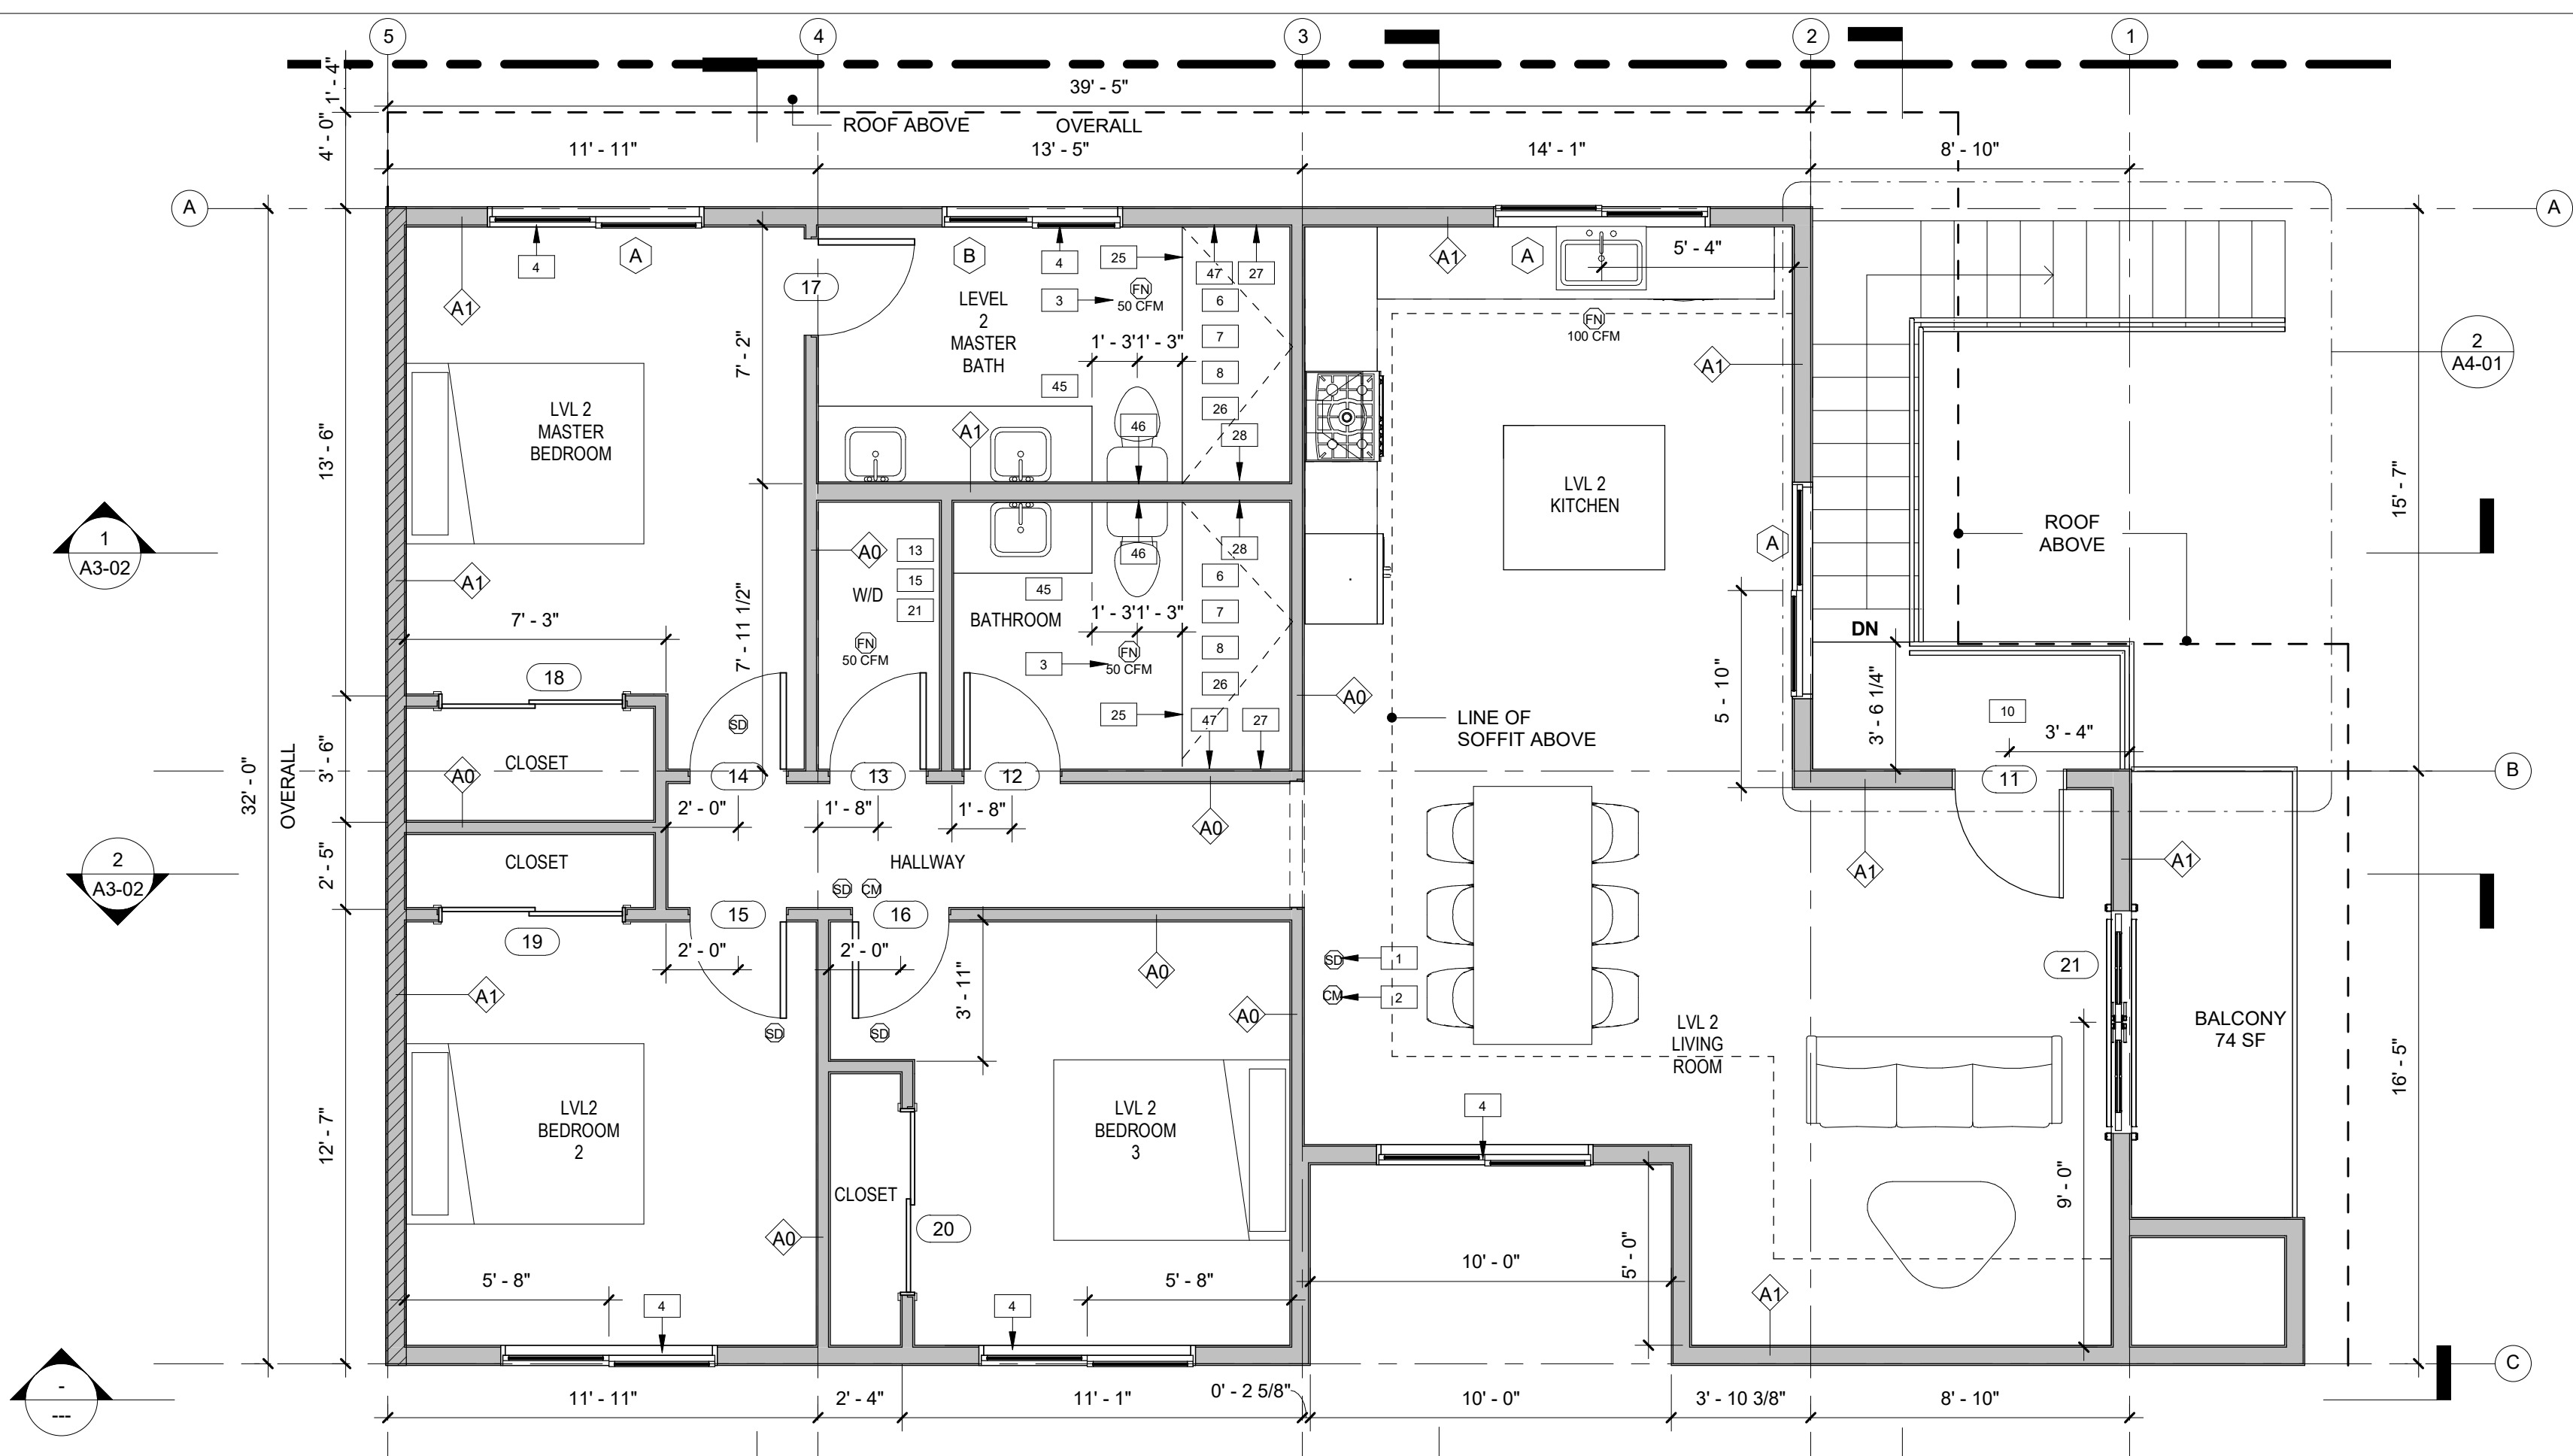 5
4
3
2
1
1' - 4"
39' - 5"
4' - 0"
ROOF ABOVE
OVERALL
11' - 11"
13' - 5"
14' - 1"
8' - 10"
A
A
4
A
B
4
25
47
27
A1
A
5' - 4"
A1
17
3
FN
50 CFM
6
LEVEL
2
MASTER
BATH
FN
100 CFM
7
2
A4-01
7' - 2"
1' - 3"
1' - 3"
A1
8
45
26
LVL 2
MASTER
BEDROOM
A1
46
28
13' - 6"
LVL 2
KITCHEN
15' - 7"
1
A3-02
ROOF
ABOVE
A0
13
46
28
A
A1
15
6
W/D
21
45
7' - 3"
BATHROOM
1' - 3"
1' - 3"
7
7' - 11 1/2"
DN
FN
50 CFM
3
FN
50 CFM
8
18
26
A0
5 - 10"
3' - 6 1/4"
SD
25
47
27
LINE OF
SOFFIT ABOVE
10
3' - 4"
32' - 0"
OVERALL
3' - 6"
CLOSET
A0
14
13
12
11
B
2' - 0"
1' - 8"
1' - 8"
A0
2
A3-02
2' - 5"
CLOSET
HALLWAY
A1
A1
SD
CM
15
16
19
2' - 0"
2' - 0"
3' - 11"
A0
SD
1
21
A1
CM
2
A0
SD
SD
LVL 2
LIVING
ROOM
BALCONY
74 SF
16' - 5"
12' - 7"
LVL2
BEDROOM
2
LVL 2
BEDROOM
3
4
CLOSET
9' - 0"
A0
20
5' - 0"
10' - 0"
5' - 8"
5' - 8"
4
4
A1
C
-
---
11' - 11"
2' - 4"
11' - 1"
0' - 2 5/8"
10' - 0"
3' - 10 3/8"
8' - 10"